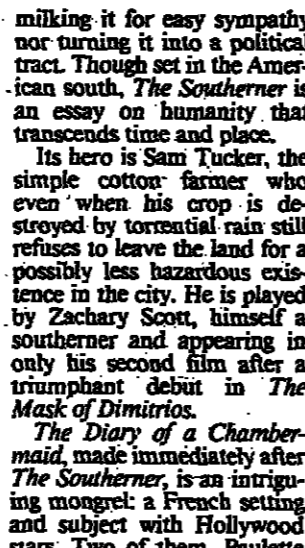 milking it for easy sympathy
nor turning it into a political
tract. Though set in the Amer-
ican south, The Southerner is
an essay on humanity that
transcends time and place.
Its hero is Sam Tucker, the
simple cotton farmer who
even when his crop is de-
stroyed by torrential rain still
refuses to leave the land for a
possibly less hazardous exis-
tence in the city. He is played
by Zachary Scott, himself a
southerner and appearing in
only his second film after a
triumphant debut in The
Mask of Dimitrios.
The Diary of a Chamber-
maid, made immediately after
The Southerner, is an intrigu-
ing mongrel: a French setting
and subject with Hollywood
stars. Two of them, Paulette